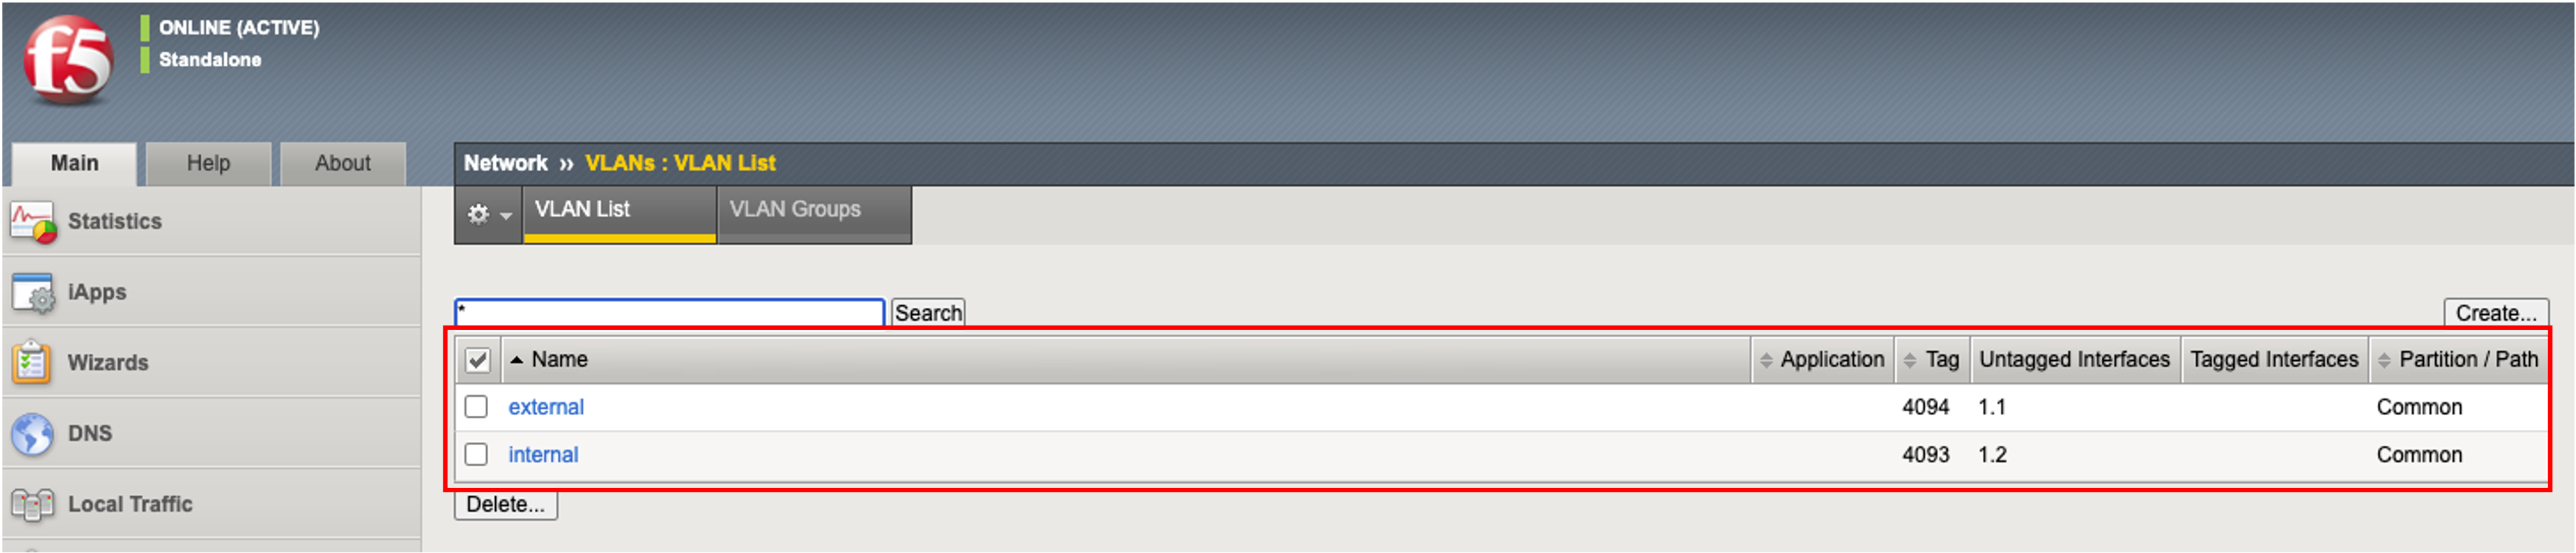 f5
ONLINE (ACTIVE)
Standalone
Main Help About
Network ›› VLANs : VLAN List
VLAN List VLAN Groups
Statistics
iApps
Wizards
DNS
Local Traffic
* Search Create...
Name Application Tag Untagged Interfaces Tagged Interfaces Partition / Path
external 4094 1.1 Common
internal 4093 1.2 Common
Delete...